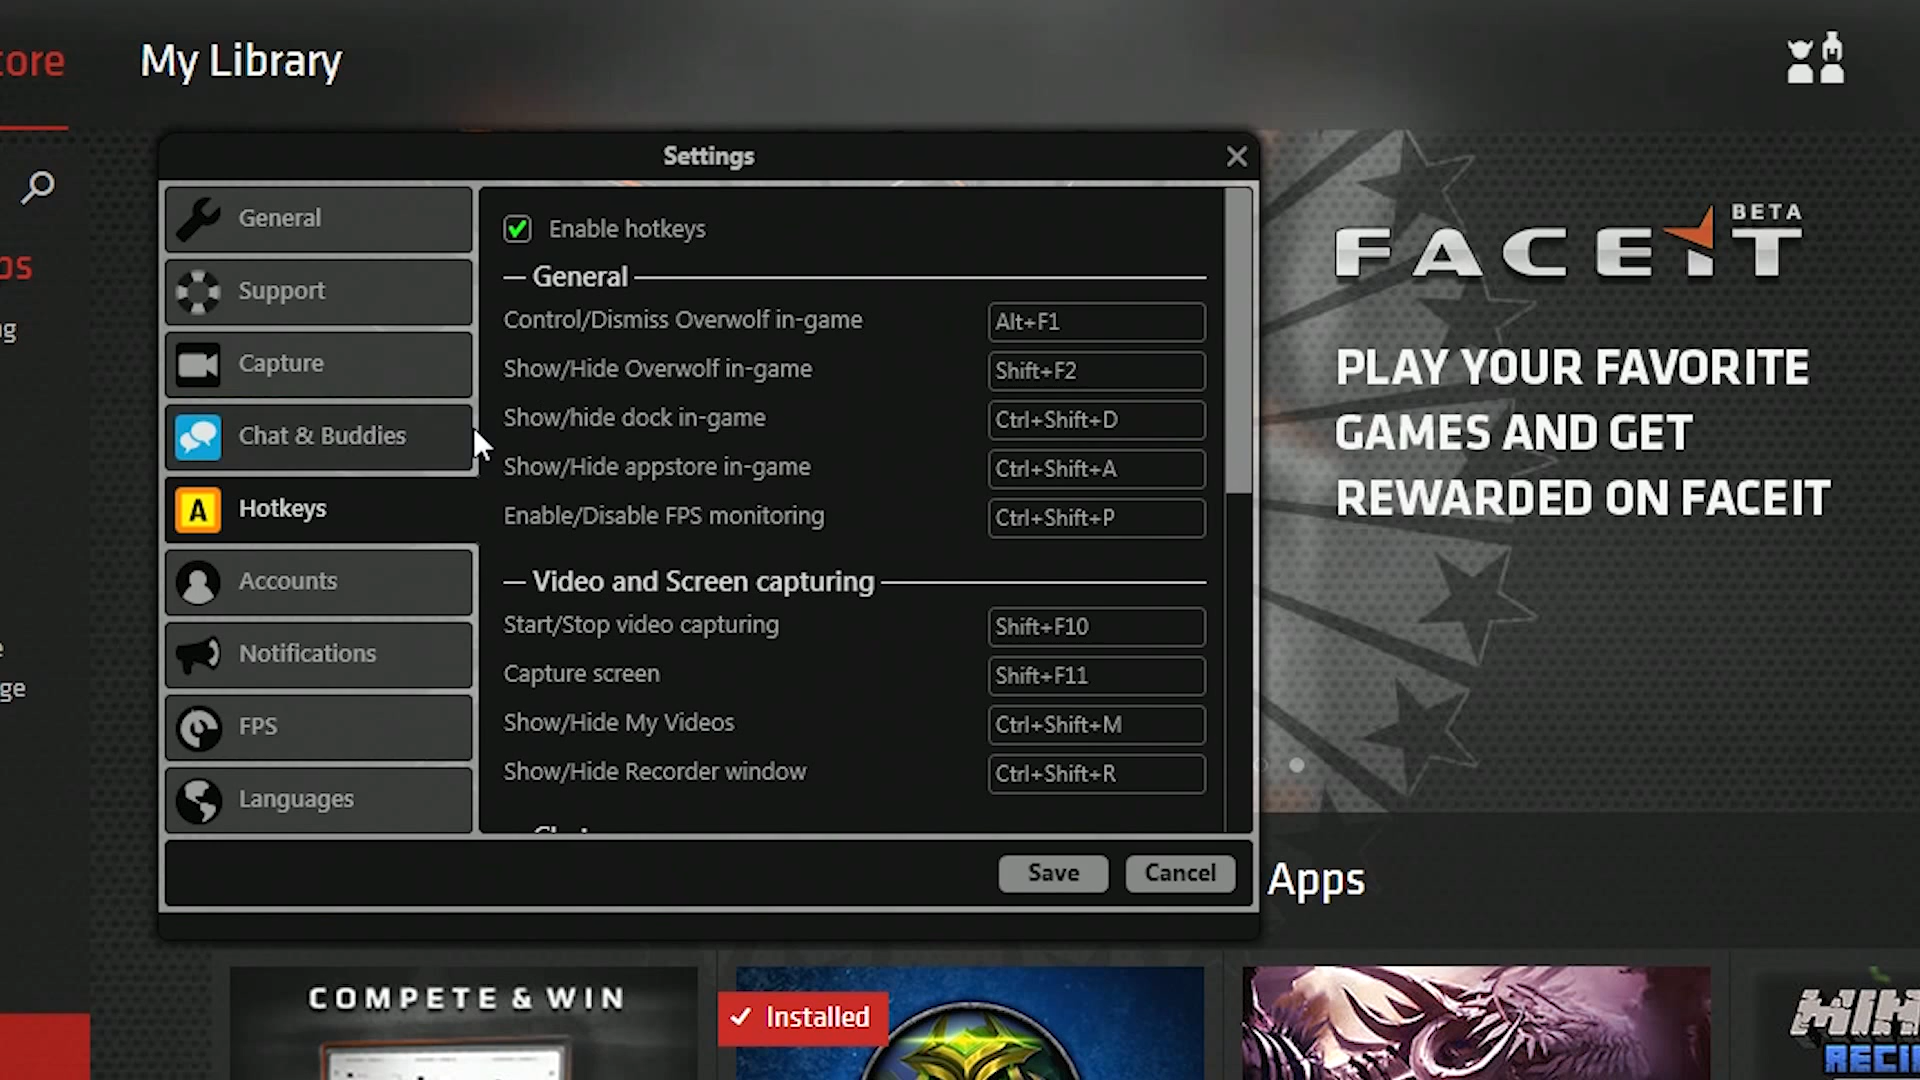 My Library
Settings
General
Support
Capture
Chat & Buddies
A
Hotkeys
Accounts
Notifications
FPS
Languages
Enable hotkeys
General
Control/Dismiss Overwolf in-game Alt+F1
Show/Hide Overwolf in-game Shift+F2
Show/hide dock in-game Ctrl+Shift+D
Show/Hide appstore in-game Ctrl+Shift+A
Enable/Disable FPS monitoring Ctrl+Shift+P
Video and Screen capturing
Start/Stop video capturing Shift+F10
Capture screen Shift+F11
Show/Hide My Videos Ctrl+Shift+M
Show/Hide Recorder window Ctrl+Shift+R
Save Cancel
BETA
FACEIT
PLAY YOUR FAVORITE
GAMES AND GET
REWARDED ON FACEIT
Apps
COMPETE & WIN
Installed